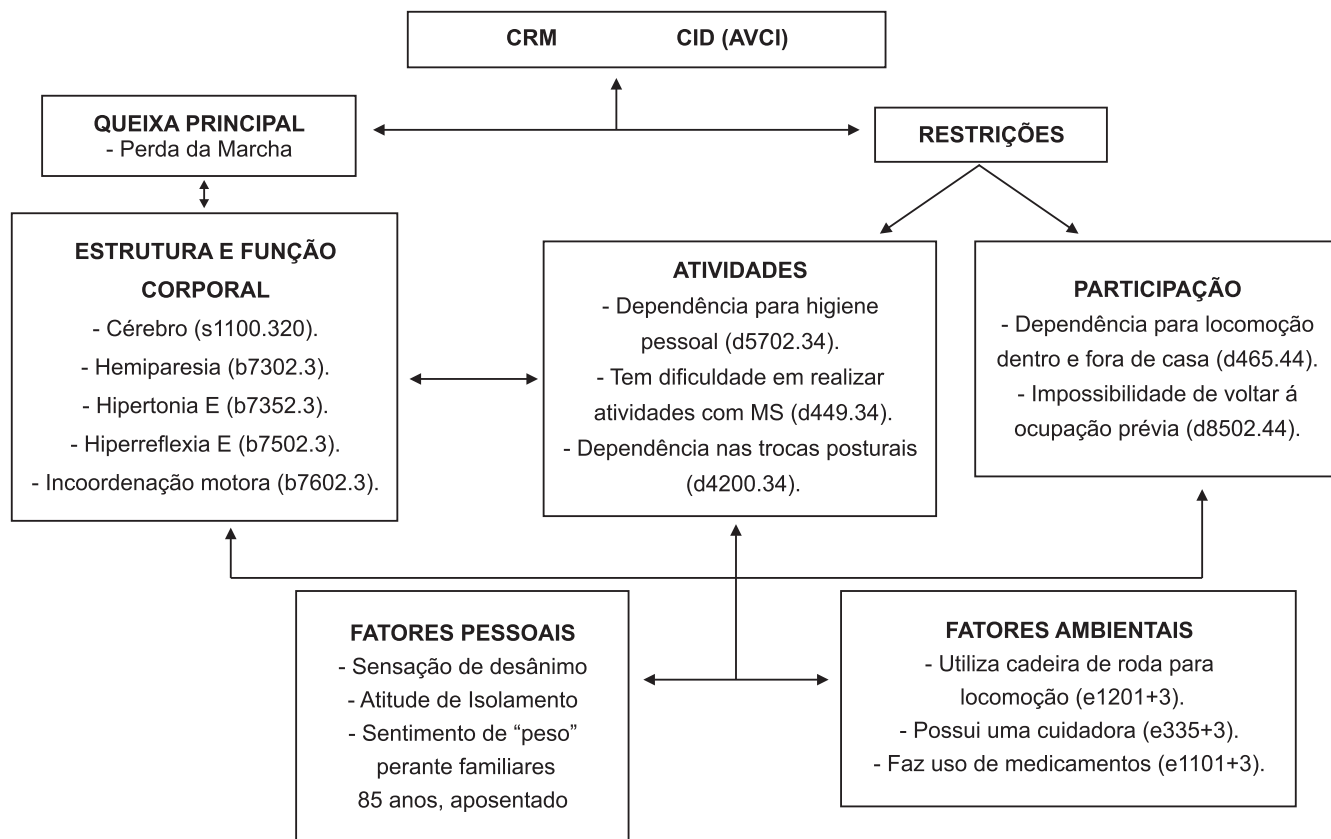 CRM CID (AVCI)
QUEIXA PRINCIPAL
- Perda da Marcha
RESTRIÇÕES
ESTRUTURA E FUNÇÃO
CORPORAL
- Cérebro (s1100.320).
- Hemiparesia (b7302.3).
- Hipertonia E (b7352.3).
- Hiperreflexia E (b7502.3).
- Incoordenação motora (b7602.3).
ATIVIDADES
- Dependência para higiene
pessoal (d5702.34).
- Tem dificuldade em realizar
atividades com MS (d449.34).
- Dependência nas trocas posturais
(d4200.34).
PARTICIPAÇÃO
- Dependência para locomoção
dentro e fora de casa (d465.44).
- Impossibilidade de voltar á
ocupação prévia (d8502.44).
FATORES PESSOAIS
- Sensação de desânimo
- Atitude de Isolamento
- Sentimento de “peso”
perante familiares
85 anos, aposentado
FATORES AMBIENTAIS
- Utiliza cadeira de roda para
locomoção (e1201+3).
- Possui uma cuidadora (e335+3).
- Faz uso de medicamentos (e1101+3).